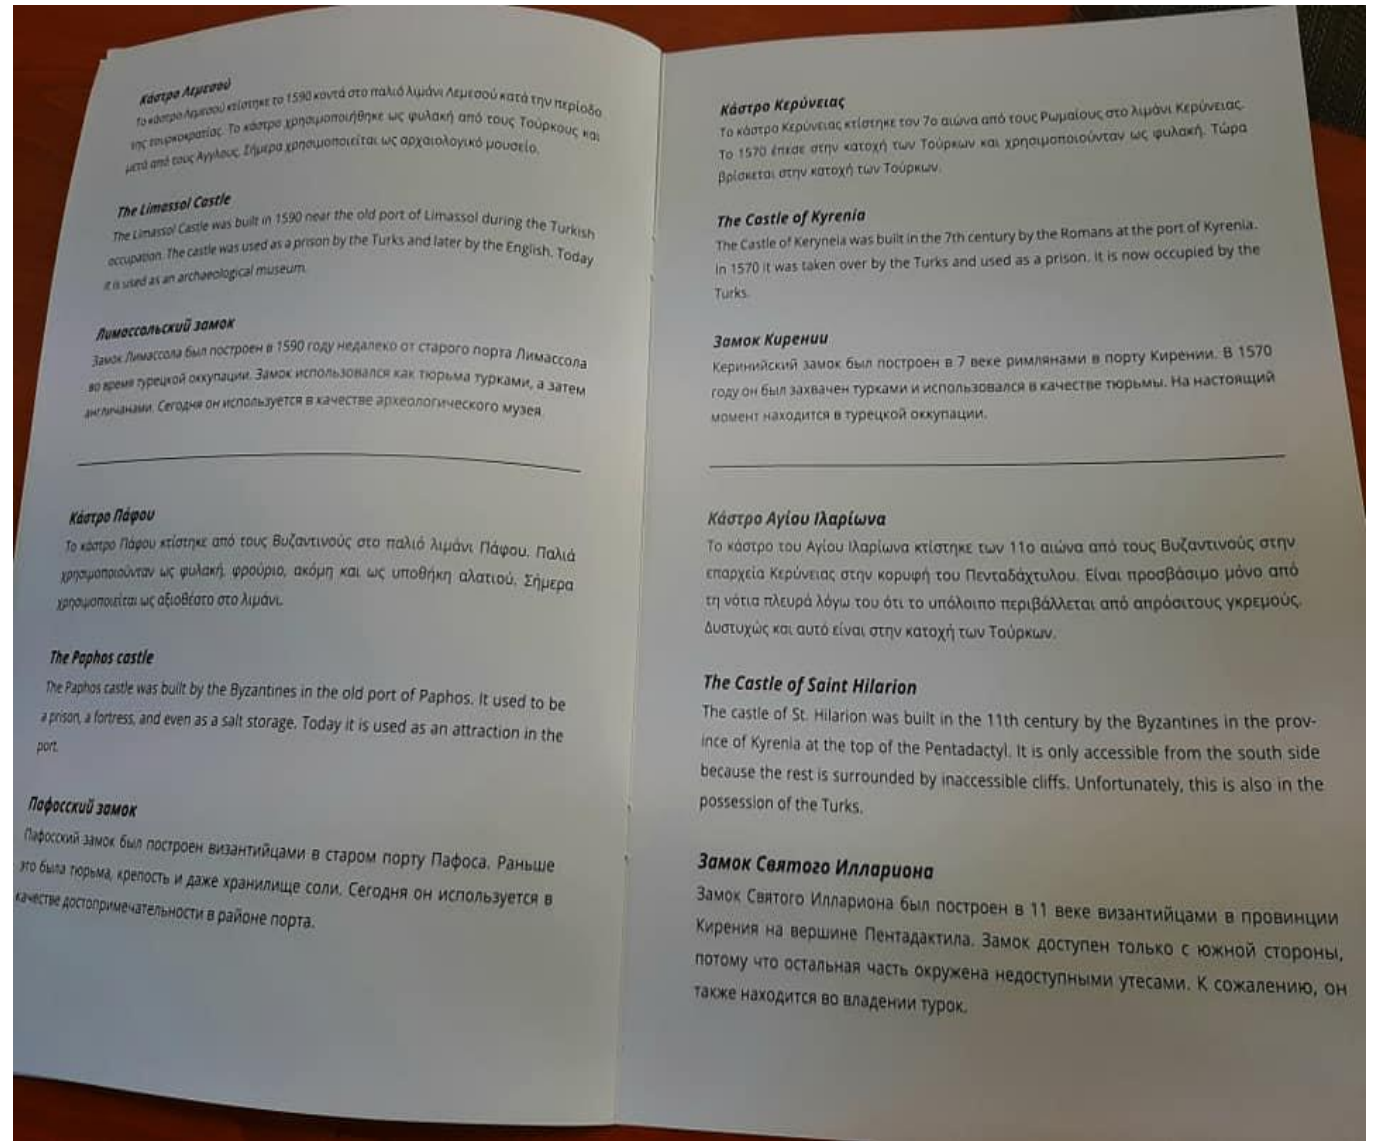 Κάστρο Λεμεσού
Το κάστρο Λεμεσού κτίστηκε το 1590 κοντά στο παλιό λιμάνι Λεμεσού κατά την περίοδο
της τουρκοκρατίας. Το κάστρο χρησιμοποιήθηκε ως φυλακή από τους Τούρκους και
μετά από τους Αγγλους. Σήμερα χρησιμοποιείται ως αρχαιολογικό μουσείο.
The Limassol Castle
The Limassol Castle was built in 1590 near the old port of Limassol during the Turkish
occupation. The castle was used as a prison by the Turks and later by the English. Today
it is used as an archaeological museum.
Лимассольский замок
Замок Лимассола был построен в 1590 году недалеко от старого порта Лимассола
во время турецкой оккупации. Замок использовался как тюрьма турками, а затем
англичанами. Сегодня он используется в качестве археологического музея.
Κάστρο Πάφου
Το κάστρο Πάφου κτίστηκε από τους Βυζαντινούς στο παλιό λιμάνι Πάφου. Παλιά
χρησιμοποιούνταν ως φυλακή, φρούριο, ακόμη και ως υποθήκη αλατιού. Σήμερα
χρησιμοποιείται ως αξιοθέατο στο λιμάνι.
The Paphos castle
The Paphos castle was built by the Byzantines in the old port of Paphos. It used to be
a prison, a fortress, and even as a salt storage. Today it is used as an attraction in the
port.
Пафосский замок
Пафосский замок был построен византийцами в старом порту Пафоса. Раньше
это была тюрьма, крепость и даже хранилище соли. Сегодня он используется в
качестве достопримечательности в районе порта.
Κάστρο Κερύνειας
Το κάστρο Κερύνειας κτίστηκε τον 7ο αιώνα από τους Ρωμαίους στο λιμάνι Κερύνειας.
Το 1570 έπεσε στην κατοχή των Τούρκων και χρησιμοποιούνταν ως φυλακή. Τώρα
βρίσκεται στην κατοχή των Τούρκων.
The Castle of Kyrenia
The Castle of Keryneia was built in the 7th century by the Romans at the port of Kyrenia.
In 1570 it was taken over by the Turks and used as a prison. It is now occupied by the
Turks.
Замок Кирении
Керинийский замок был построен в 7 веке римлянами в порту Кирении. В 1570
году он был захвачен турками и использовался в качестве тюрьмы. На настоящий
момент находится в турецкой оккупации.
Κάστρο Αγίου Ιλαρίωνα
Το κάστρο του Αγίου Ιλαρίωνα κτίστηκε των 11ο αιώνα από τους Βυζαντινούς στην
επαρχεία Κερύνειας στην κορυφή του Πενταδάχτυλου. Είναι προσβάσιμο μόνο από
τη νότια πλευρά λόγω του ότι το υπόλοιπο περιβάλλεται από απρόσιτους γκρεμούς.
Δυστυχώς και αυτό είναι στην κατοχή των Τούρκων.
The Castle of Saint Hilarion
The castle of St. Hilarion was built in the 11th century by the Byzantines in the prov-
ince of Kyrenia at the top of the Pentadactyl. It is only accessible from the south side
because the rest is surrounded by inaccessible cliffs. Unfortunately, this is also in the
possession of the Turks.
Замок Святого Иллариона
Замок Святого Иллариона был построен в 11 веке византийцами в провинции
Кирения на вершине Пентадактила. Замок доступен только с южной стороны,
потому что остальная часть окружена недоступными утесами. К сожалению, он
также находится во владении турок.